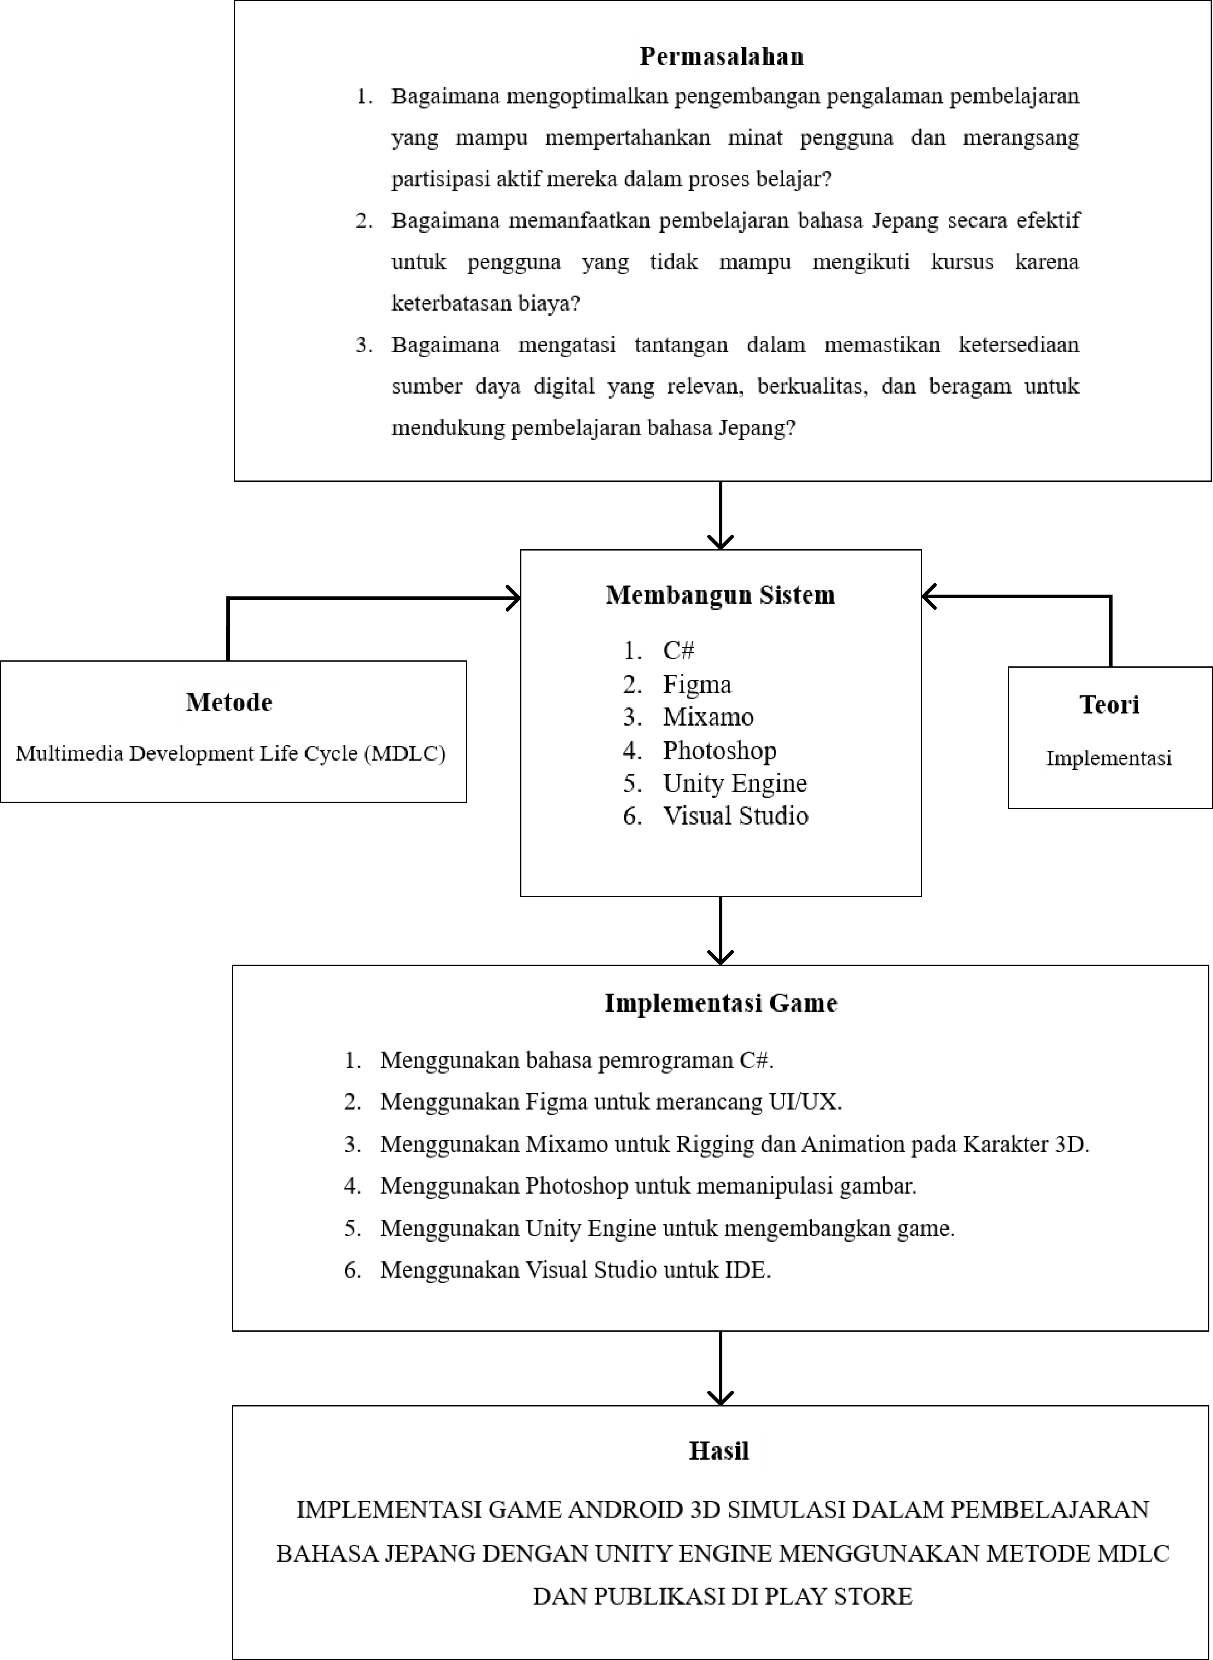 Permasalahan
1. Bagaimana mengoptimalkan pengembangan pengalaman pembelajaran
yang mampu mempertahankan minat pengguna dan merangsang
partisipasi aktif mereka dalam proses belajar?
2. Bagaimana memanfaatkan pembelajaran bahasa Jepang secara efektif
untuk pengguna yang tidak mampu mengikuti kursus karena
keterbatasan biaya?
3. Bagaimana mengatasi tantangan dalam memastikan ketersediaan
sumber daya digital yang relevan, berkualitas, dan beragam untuk
mendukung pembelajaran bahasa Jepang?
Metode
Multimedia Development Life Cycle (MDLC)
Membangun Sistem
1. C#
2. Figma
3. Mixamo
4. Photoshop
5. Unity Engine
6. Visual Studio
Teori
Implementasi
Implementasi Game
1. Menggunakan bahasa pemrograman C#.
2. Menggunakan Figma untuk merancang UI/UX.
3. Menggunakan Mixamo untuk Rigging dan Animation pada Karakter 3D.
4. Menggunakan Photoshop untuk memanipulasi gambar.
5. Menggunakan Unity Engine untuk mengembangkan game.
6. Menggunakan Visual Studio untuk IDE.
Hasil
IMPLEMENTASI GAME ANDROID 3D SIMULASI DALAM PEMBELAJARAN
BAHASA JEPANG DENGAN UNITY ENGINE MENGGUNAKAN METODE MDLC
DAN PUBLIKASI DI PLAY STORE